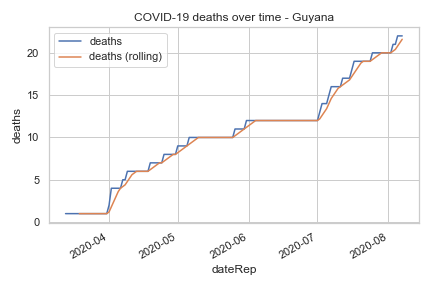 COVID-19 deaths over time - Guyana
deaths
deaths (rolling)
deaths
20
15
10
5
0
2020-04
2020-05
2020-06
2020-07
2020-08
dateRep